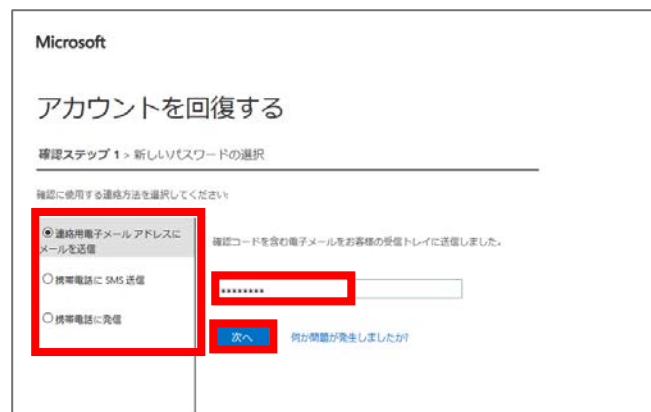 Microsoft
アカウントを回復する
確認ステップ 1 > 新しいパスワードの選択
確認に使用する連絡方法を選択してください:
連絡用電子メール アドレスに
メールを送信
携帯電話に SMS 送信
携帯電話に発信
確認コードを含む電子メールをお客様の受信トレイに送信しました。
••••••••
次へ
何か問題が発生しましたか?